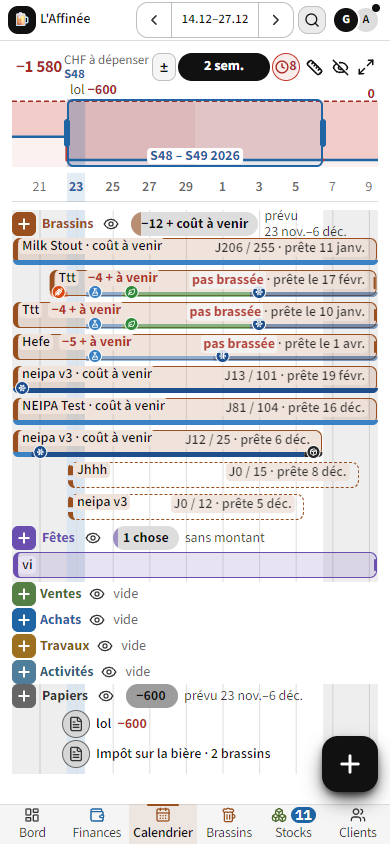 L'Affinée
14.12–27.12
G
A
−1 580 CHF à dépenser S48
±
2 sem.
8
lol −600
0
S48 – S49 2026
21 23 25 27 29 1 3 5 7 9
Brassins
−12 + coût à venir
prévu
23 nov.–6 déc.
Milk Stout · coût à venir
J206 / 255 · prête 11 janv.
Ttt −4 + à venir
pas brassée · prête le 17 févr.
Ttt −4 + à venir
pas brassée · prête le 10 janv.
Hefe −5 + à venir
pas brassée · prête le 1 avr.
neipa v3 · coût à venir
J13 / 101 · prête 19 févr.
NEIPA Test · coût à venir
J81 / 104 · prête 16 déc.
neipa v3 · coût à venir
J12 / 25 · prête 6 déc.
Jhhh
J0 / 15 · prête 8 déc.
neipa v3
J0 / 12 · prête 5 déc.
Fêtes
1 chose
sans montant
vi
Ventes
vide
Achats
vide
Travaux
vide
Activités
vide
Papiers
−600
prévu 23 nov.–6 déc.
lol −600
Impôt sur la bière · 2 brassins
+
Bord
Finances
Calendrier
Brassins
11
Stocks
Clients